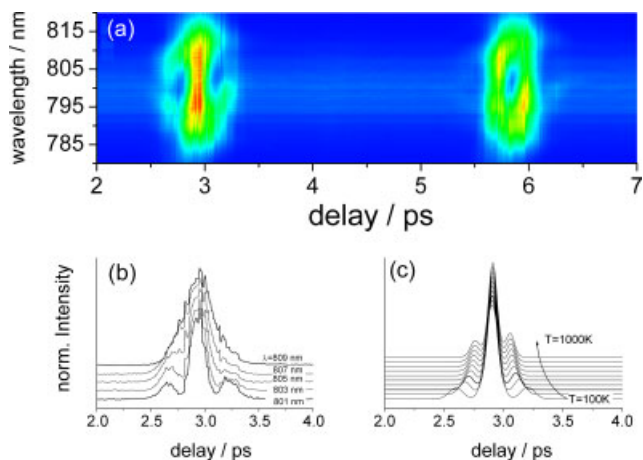 (a)
wavelength / nm
815
805
795
785
2 3 4 5 6 7
delay / ps
(b)
norm. Intensity
λ=809 nm
807 nm
805 nm
803 nm
801 nm
2.0 2.5 3.0 3.5 4.0
delay / ps
(c)
T=1000K
T=100K
2.0 2.5 3.0 3.5 4.0
delay / ps